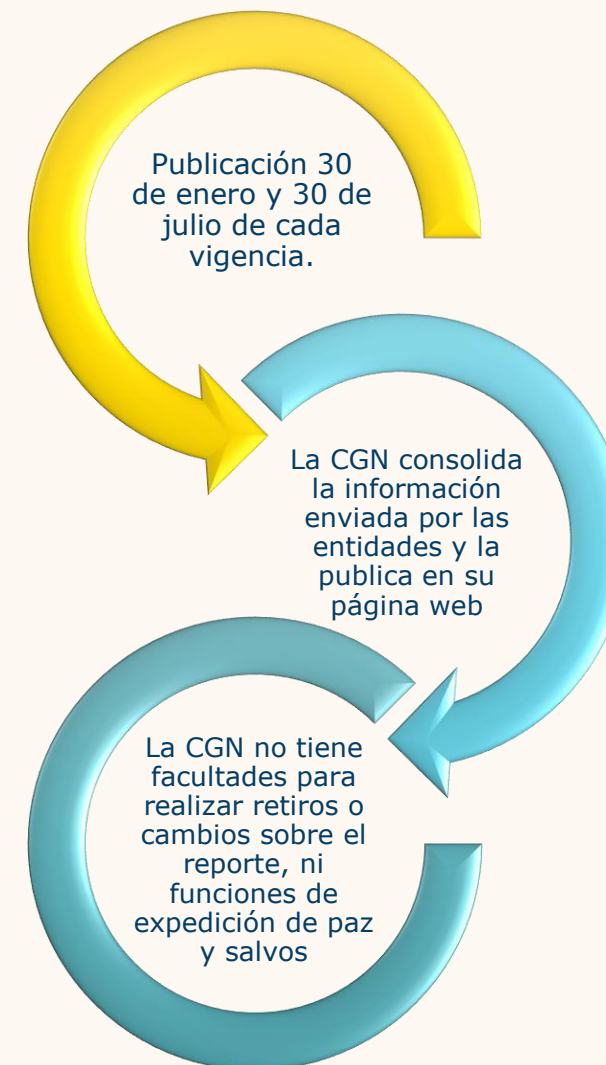 Publicación 30
de enero y 30 de
julio de cada
vigencia.
La CGN consolida
la información
enviada por las
entidades y la
publica en su
página web
La CGN no tiene
facultades para
realizar retiros o
cambios sobre el
reporte, ni
funciones de
expedición de paz
y salvos